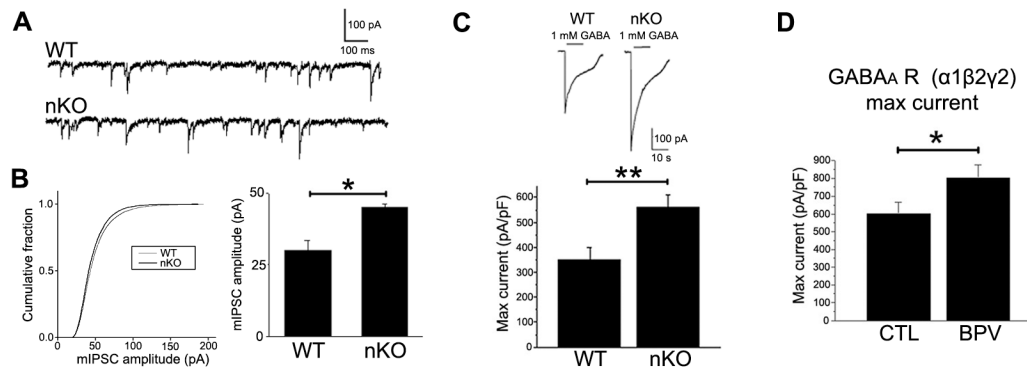 A
WT
100 pA
100 ms
nKO
B
Cumulative fraction
1.0
0.5
0.0
WT
nKO
0
50
100
150
200
mIPSC amplitude (pA)
mIPSC amplitude (pA)
50
25
0
*
WT
nKO
C
WT
1 mM GABA
nKO
1 mM GABA
100 pA
10 s
**
Max current (pA/pF)
600
500
400
300
200
100
0
WT
nKO
D
GABAA R (α1β2γ2)
max current
*
Max current (pA/pF)
900
800
700
600
500
400
300
200
100
0
CTL
BPV